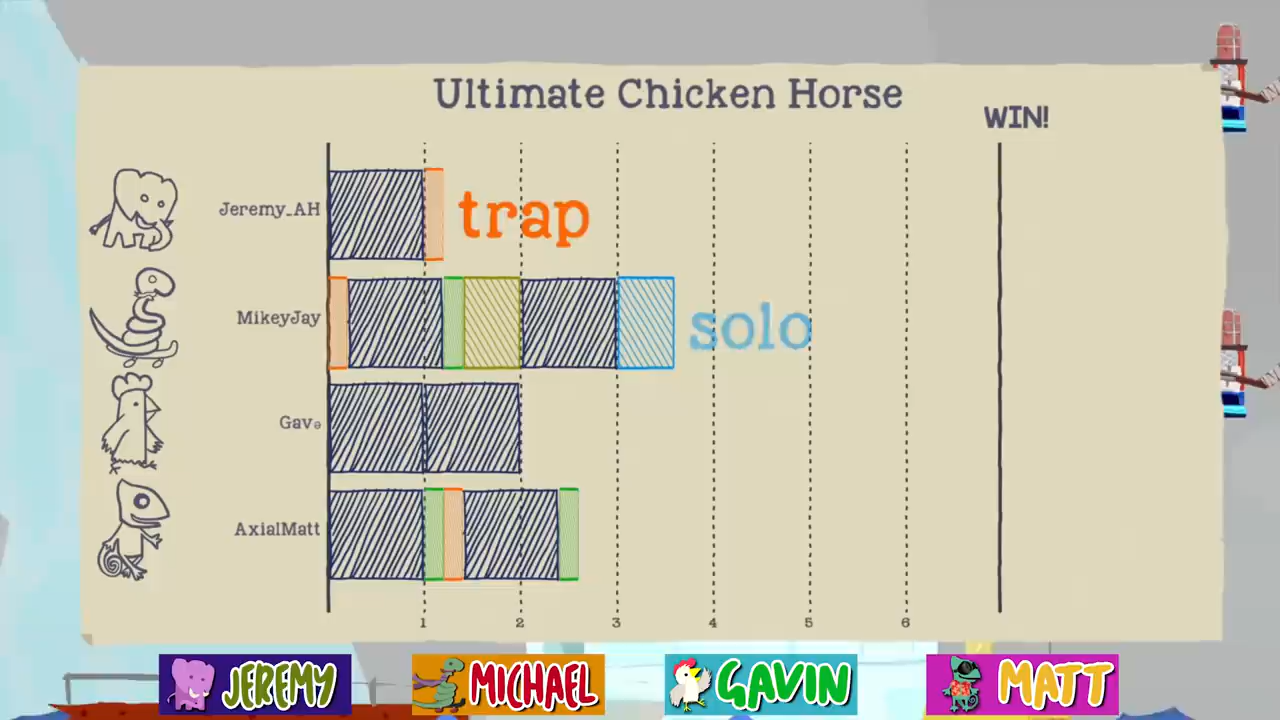 Ultimate Chicken Horse
WIN!
Jeremy_AH
trap
MikeyJay
solo
Gavə
AxialMatt
1 2 3 4 5 6
JEREMY MICHAEL GAVIN MATT